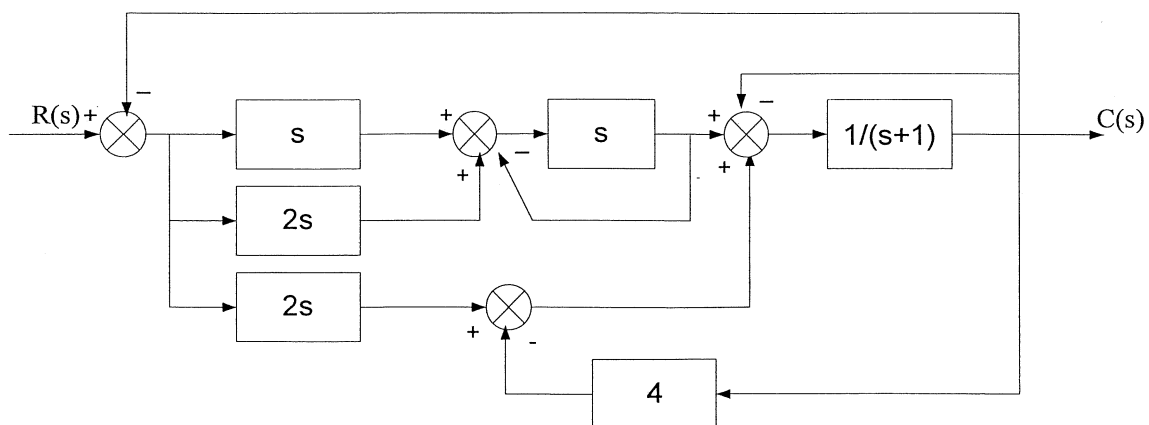 R(s) + −
s
+ −
+
s
+ −
+
1/(s+1)
C(s)
2s
2s
+ -
4